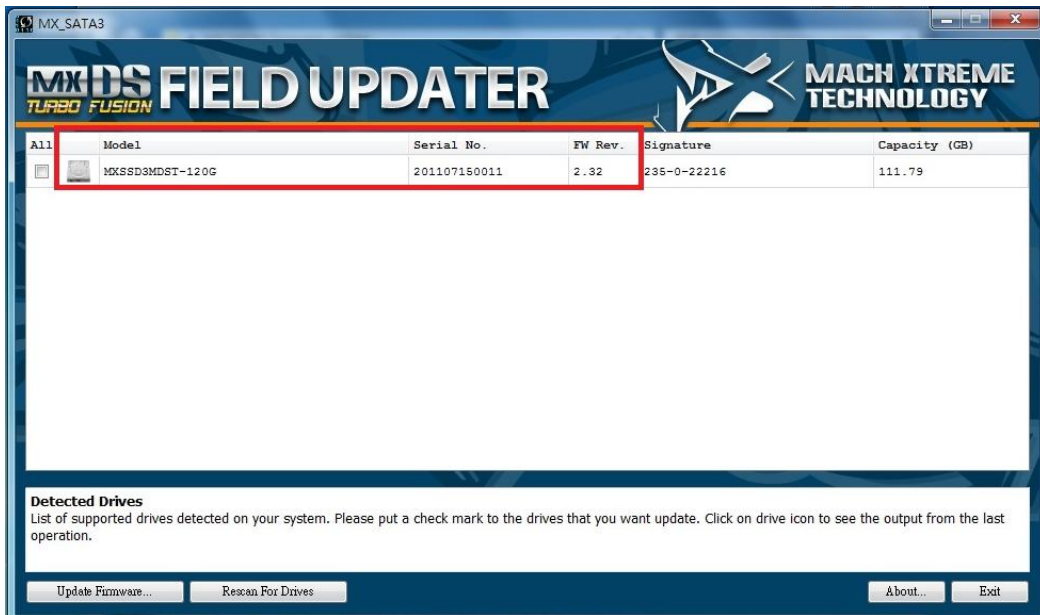 MX_SATA3
MX DS TURBO FUSION FIELD UPDATER
MACH XTREME TECHNOLOGY
All Model Serial No. FW Rev. Signature Capacity (GB)
MXSSD3MDST-120G 201107150011 2.32 235-0-22216 111.79
Detected Drives
List of supported drives detected on your system. Please put a check mark to the drives that you want update. Click on drive icon to see the output from the last
operation.
Update Firmware... Rescan For Drives About... Exit